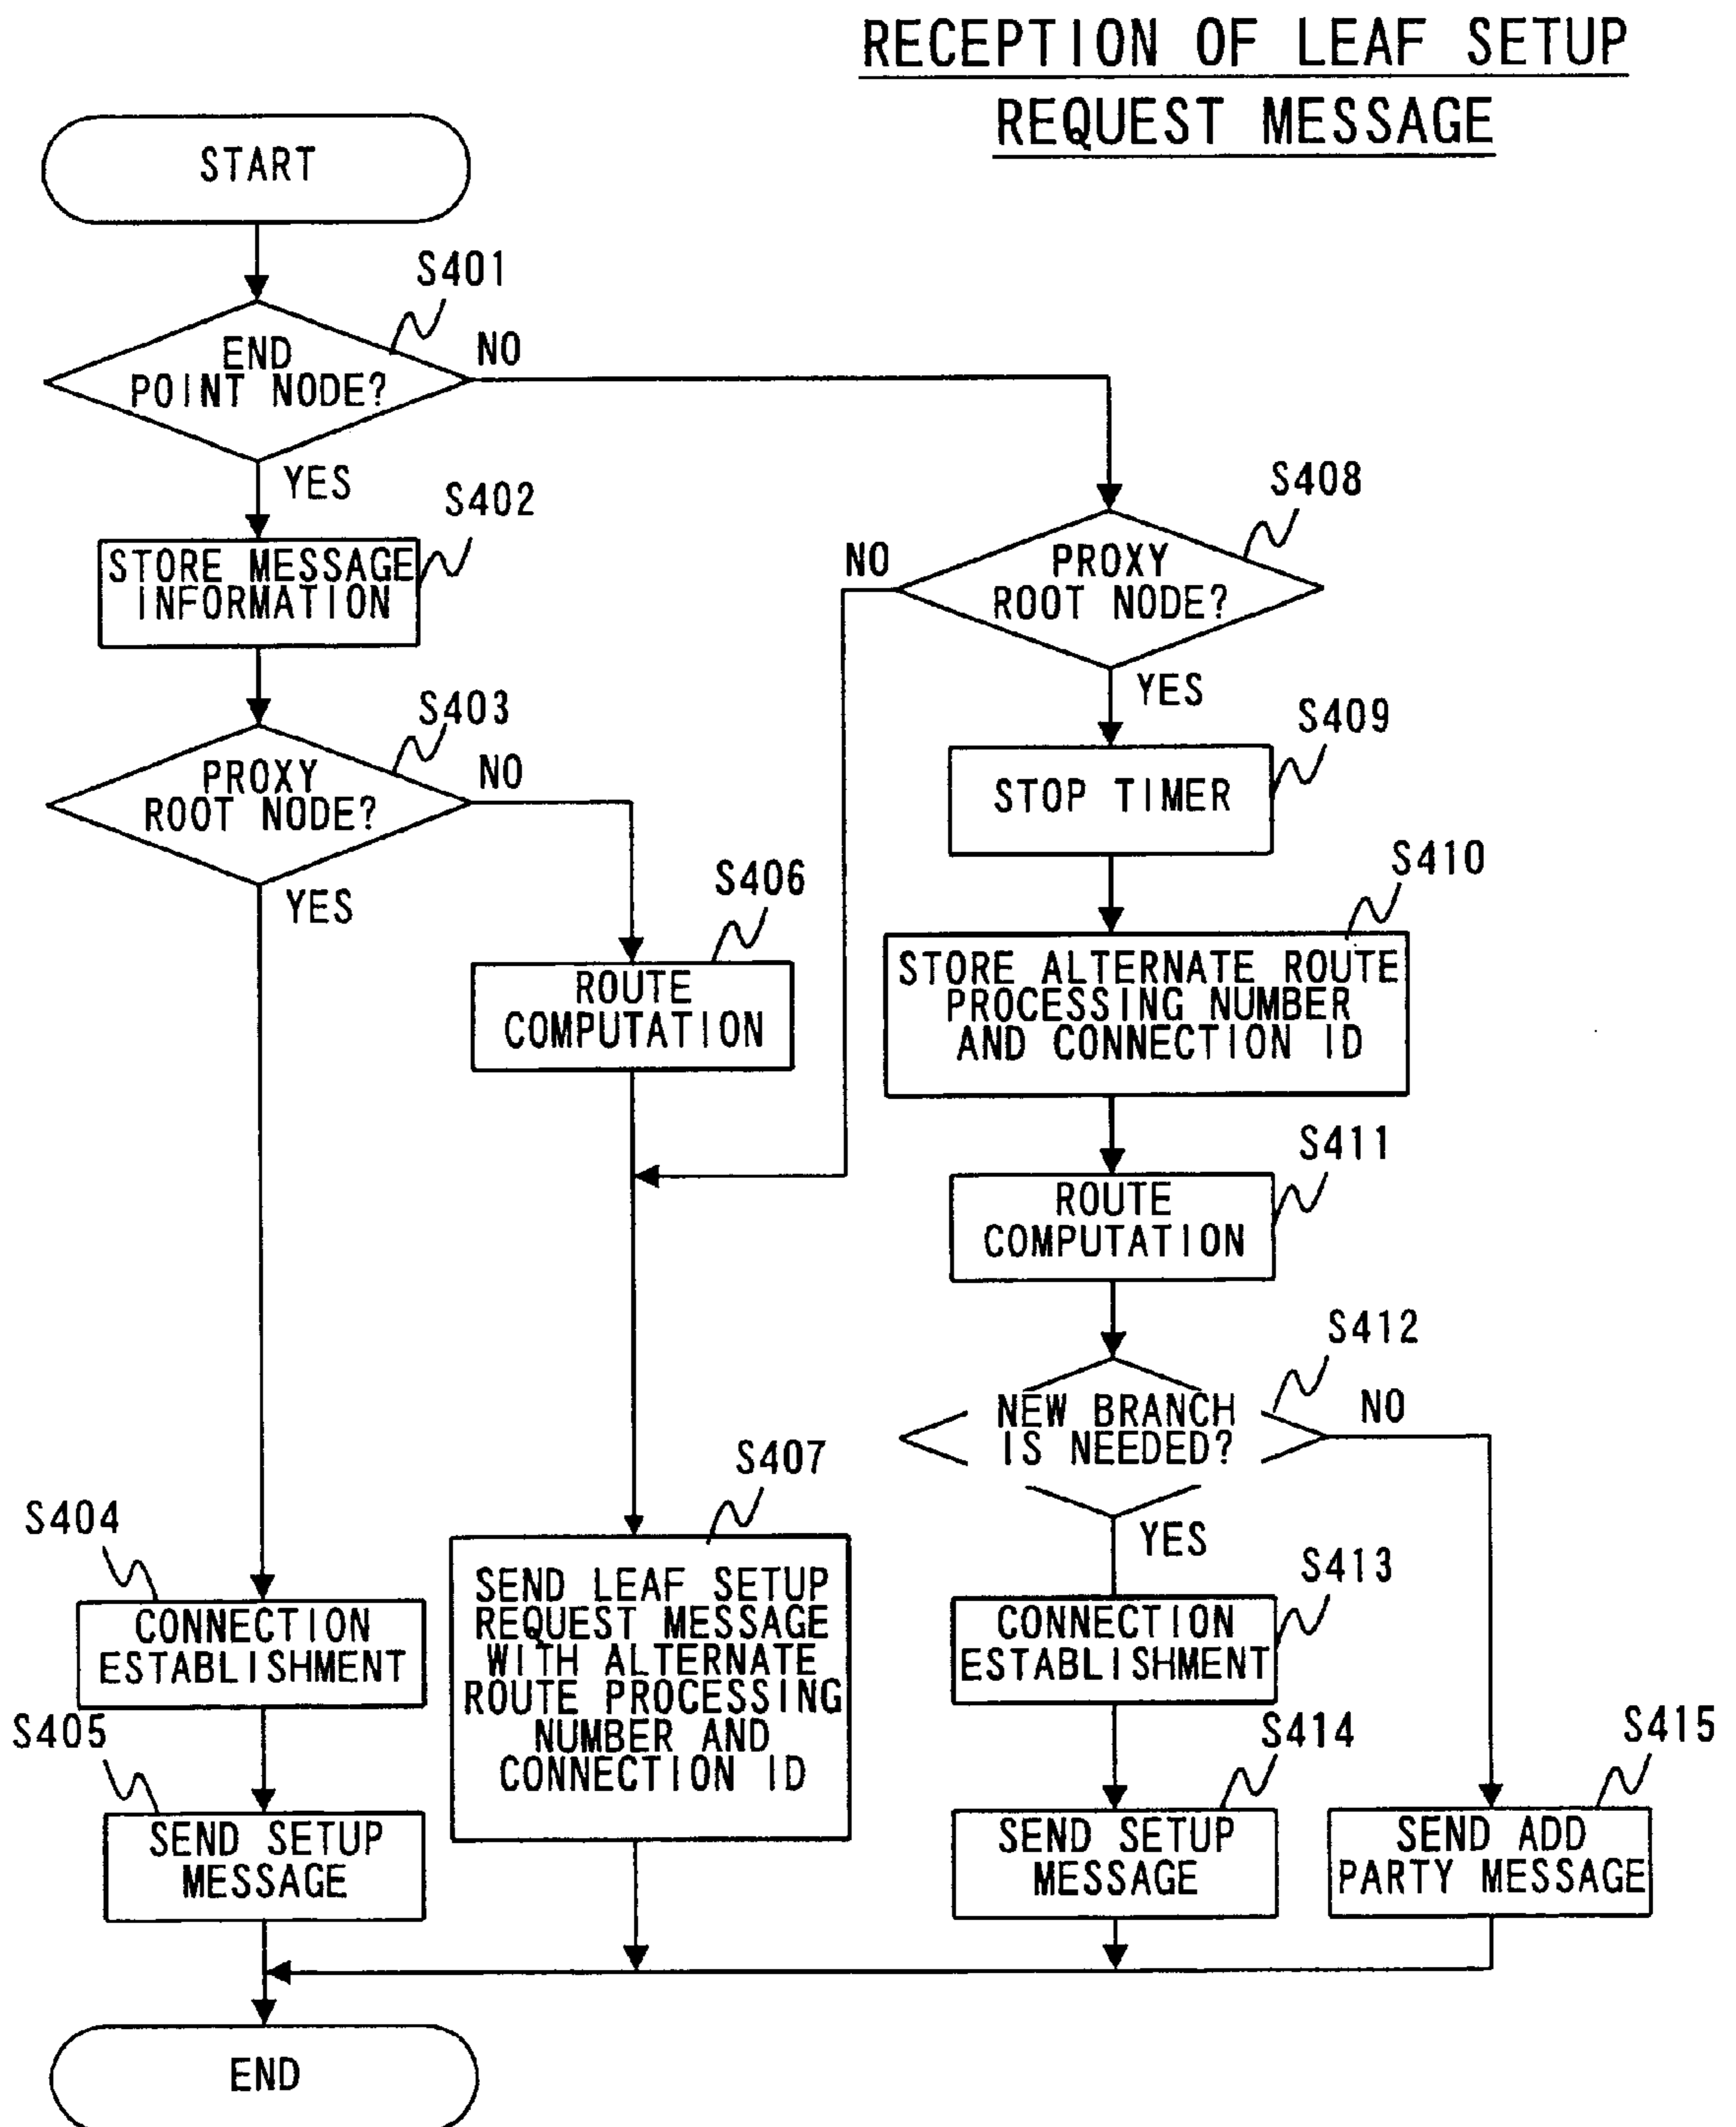 RECEPTION OF LEAF SETUP
REQUEST MESSAGE
START
S401
END
POINT NODE?
NO
YES
S402
STORE MESSAGE
INFORMATION
S403
PROXY
ROOT NODE?
NO
YES
S404
CONNECTION
ESTABLISHMENT
S405
SEND SETUP
MESSAGE
S406
ROUTE
COMPUTATION
S407
SEND LEAF SETUP
REQUEST MESSAGE
WITH ALTERNATE
ROUTE PROCESSING
NUMBER AND
CONNECTION ID
S408
PROXY
ROOT NODE?
NO
YES
S409
STOP TIMER
S410
STORE ALTERNATE ROUTE
PROCESSING NUMBER
AND CONNECTION ID
S411
ROUTE
COMPUTATION
S412
NEW BRANCH
IS NEEDED?
NO
YES
S413
CONNECTION
ESTABLISHMENT
S414
SEND SETUP
MESSAGE
S415
SEND ADD
PARTY MESSAGE
END